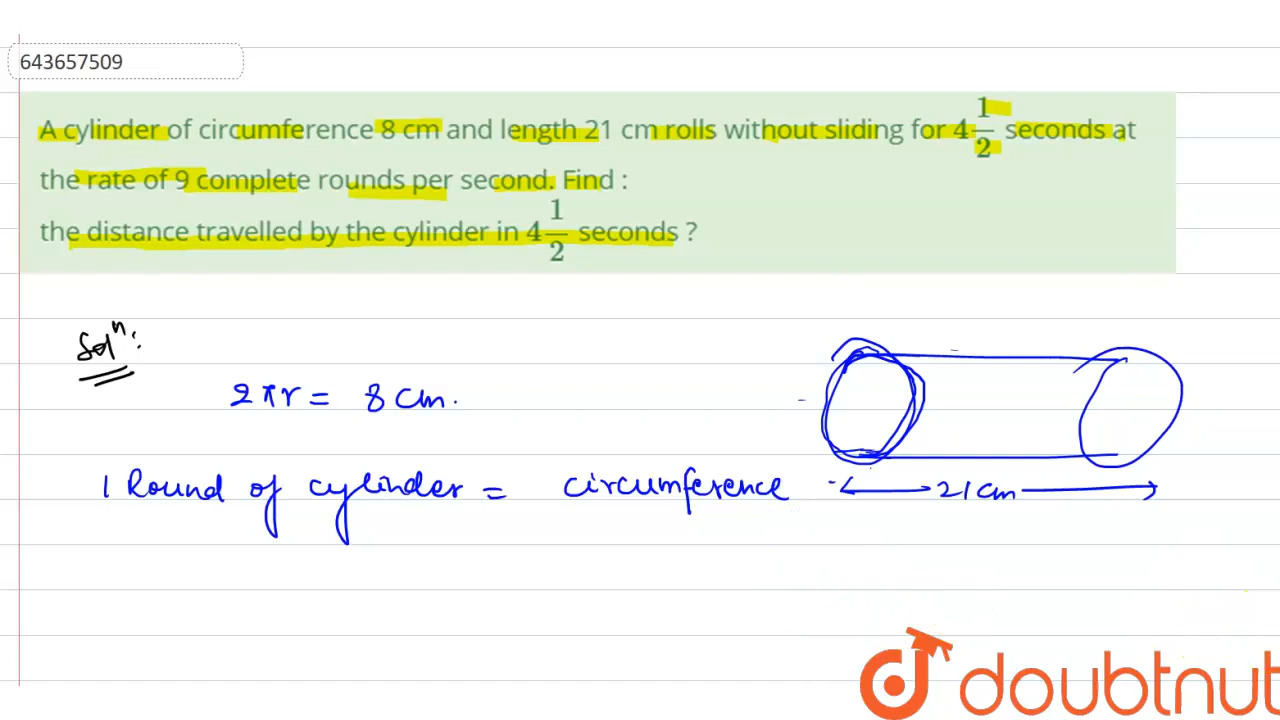 643657509
A cylinder of circumference 8 cm and length 21 cm rolls without sliding for 4 1/2 seconds at
the rate of 9 complete rounds per second. Find :
the distance travelled by the cylinder in 4 1/2 seconds ?
Solⁿ:
2πr = 8 cm.
1 Round of cylinder = circumference
21 cm
doubtnut